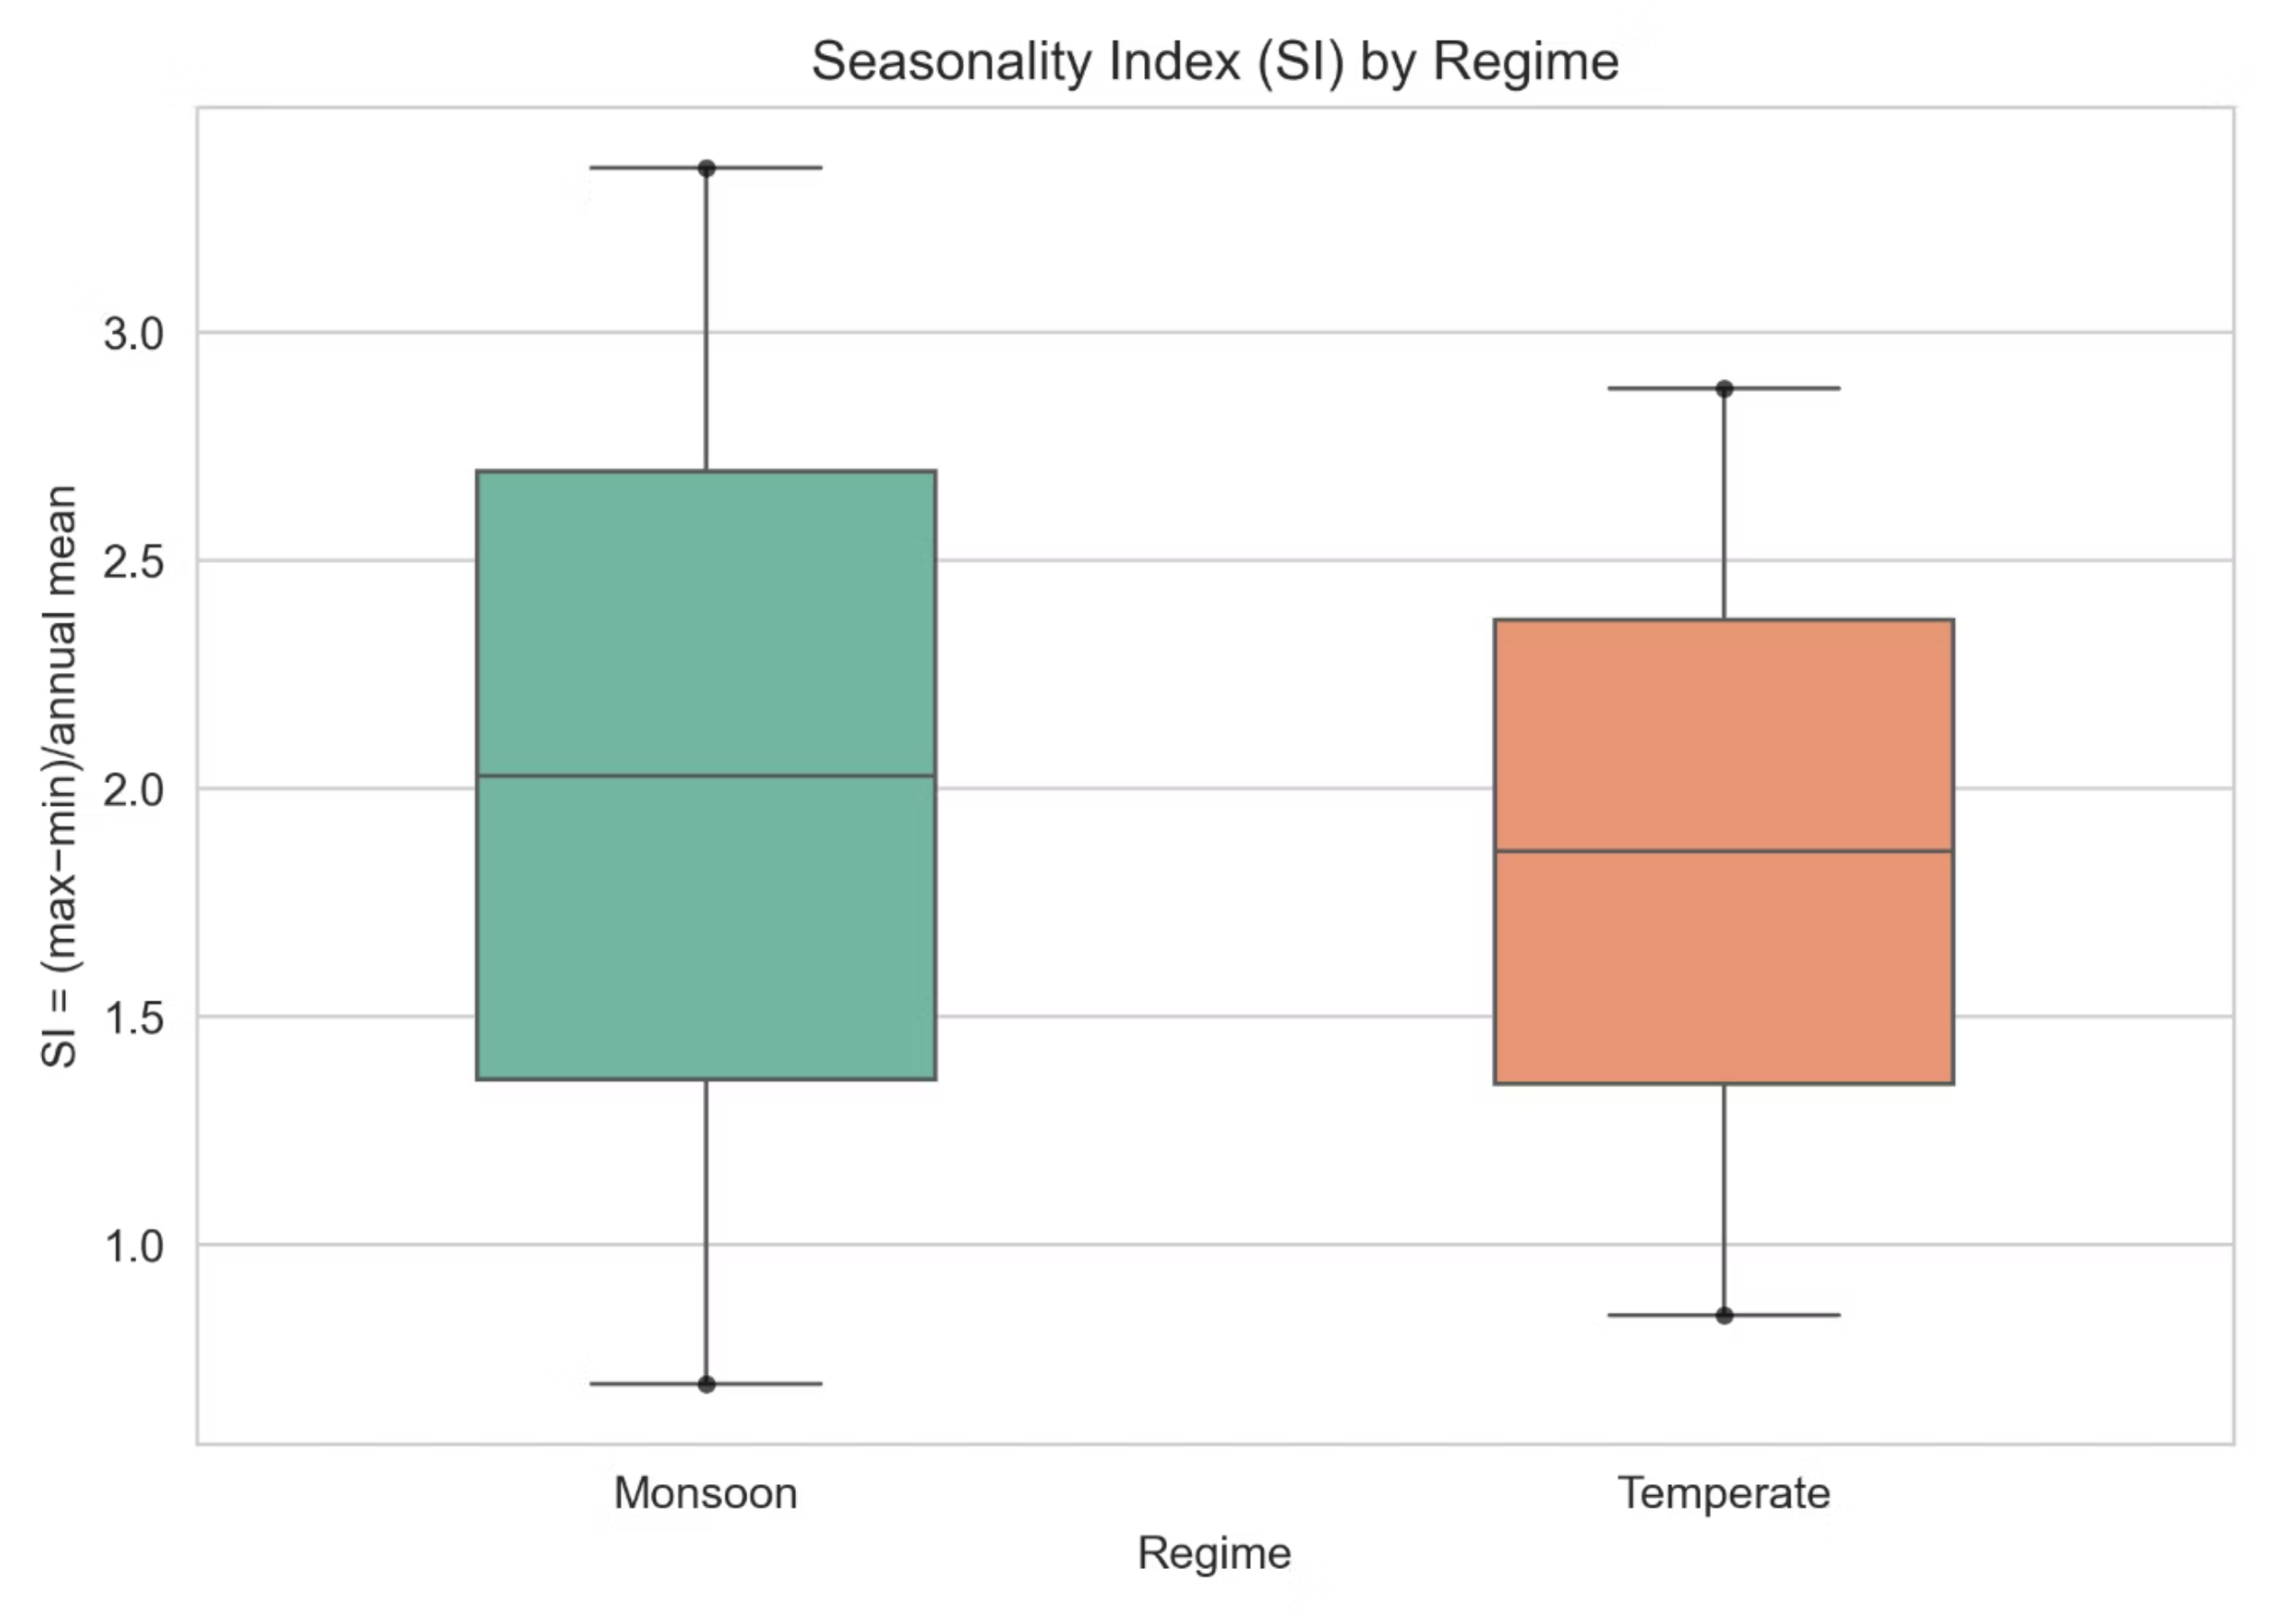 Seasonality Index (SI) by Regime
SI = (max−min)/annual mean
3.0
2.5
2.0
1.5
1.0
Monsoon
Temperate
Regime